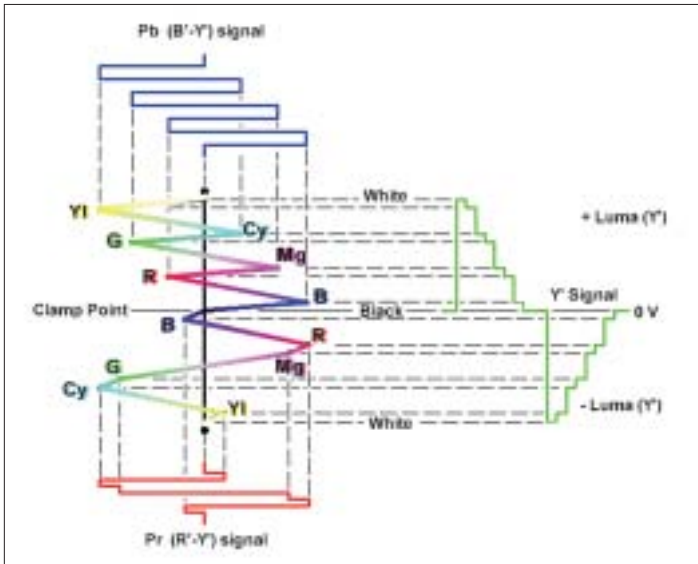 Pb (B'-Y') signal
White
Yl
+ Luma (Y')
Cy
G
Mg
R
Y' Signal
B
Clamp Point
Black
0 V
B
R
Mg
G
Cy
Yl
- Luma (Y')
White
Pr (R'-Y') signal